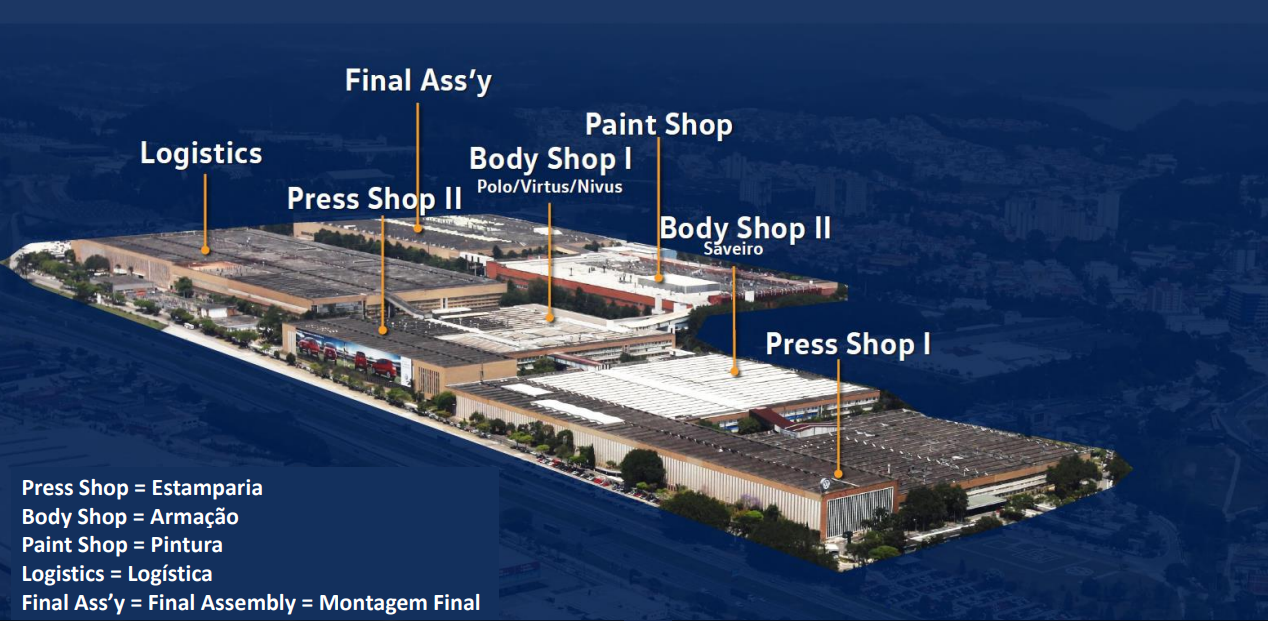 Final Ass'y
Paint Shop
Logistics
Body Shop I
Polo/Virtus/Nivus
Press Shop II
Body Shop II
Saveiro
Press Shop I
Press Shop = Estamparia
Body Shop = Armação
Paint Shop = Pintura
Logistics = Logística
Final Ass'y = Final Assembly = Montagem Final